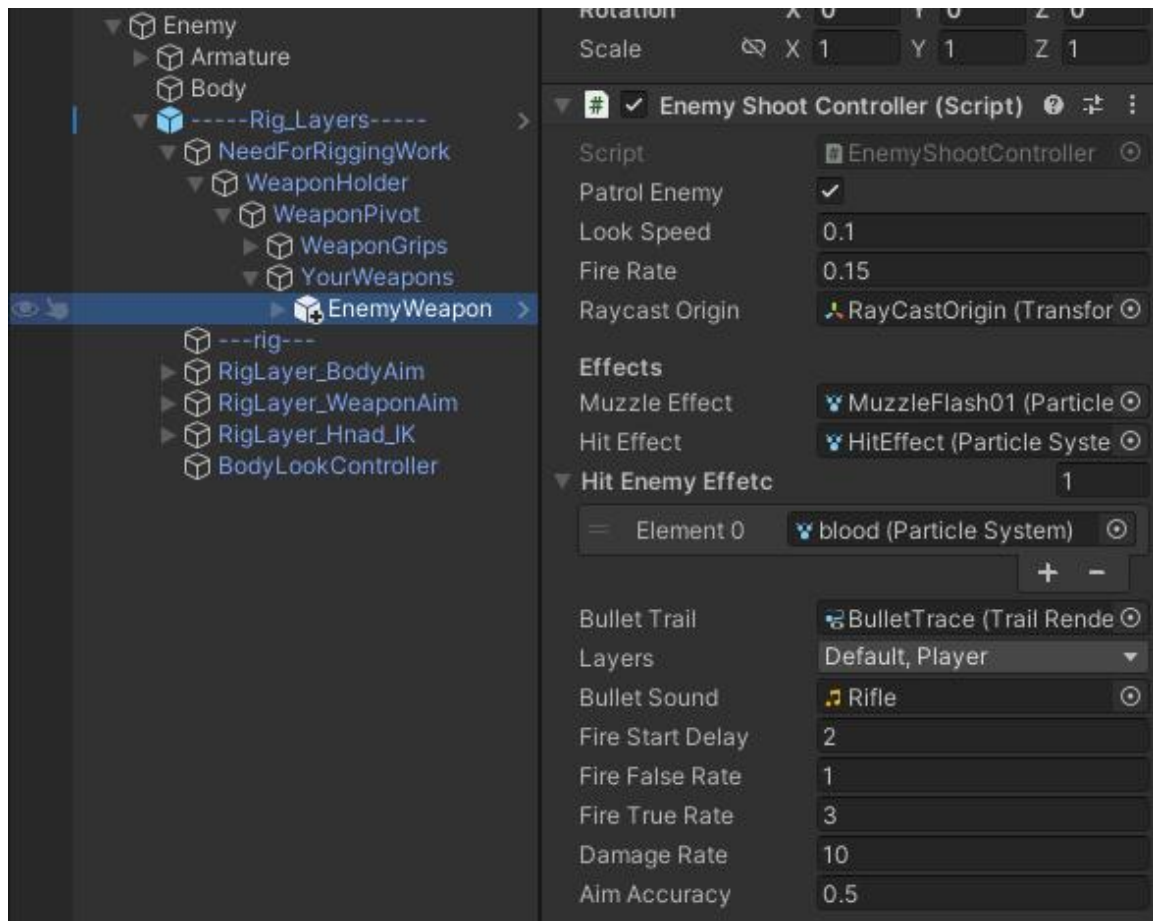 Enemy
Armature
Body
-----Rig_Layers-----
NeedForRiggingWork
WeaponHolder
WeaponPivot
WeaponGrips
YourWeapons
EnemyWeapon
---rig---
RigLayer_BodyAim
RigLayer_WeaponAim
RigLayer_Hnad_IK
BodyLookController
Rotation X 0 Y 0 Z 0
Scale X 1 Y 1 Z 1
# Enemy Shoot Controller (Script)
Script EnemyShootController
Patrol Enemy
Look Speed 0.1
Fire Rate 0.15
Raycast Origin RayCastOrigin (Transfor
Effects
Muzzle Effect MuzzleFlash01 (Particle
Hit Effect HitEffect (Particle Syste
Hit Enemy Effetc 1
Element 0 blood (Particle System)
+ -
Bullet Trail BulletTrace (Trail Rende
Layers Default, Player
Bullet Sound Rifle
Fire Start Delay 2
Fire False Rate 1
Fire True Rate 3
Damage Rate 10
Aim Accuracy 0.5